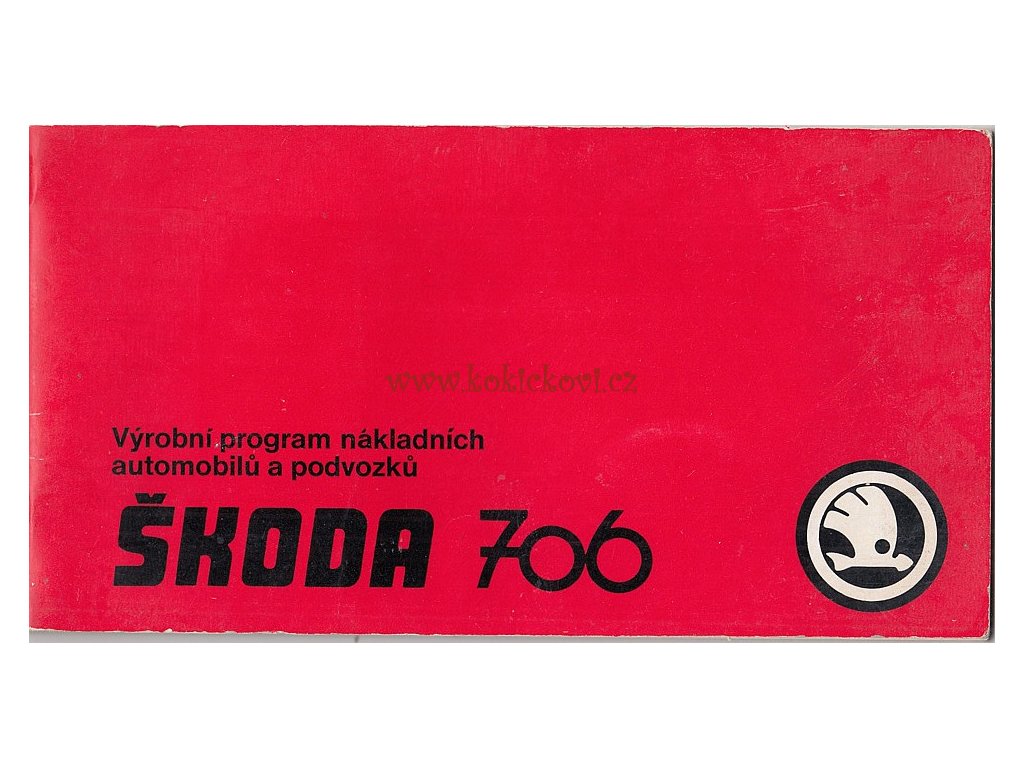 www.kokickovi.cz
Výrobní program nákladních
automobilů a podvozků
ŠKODA 706